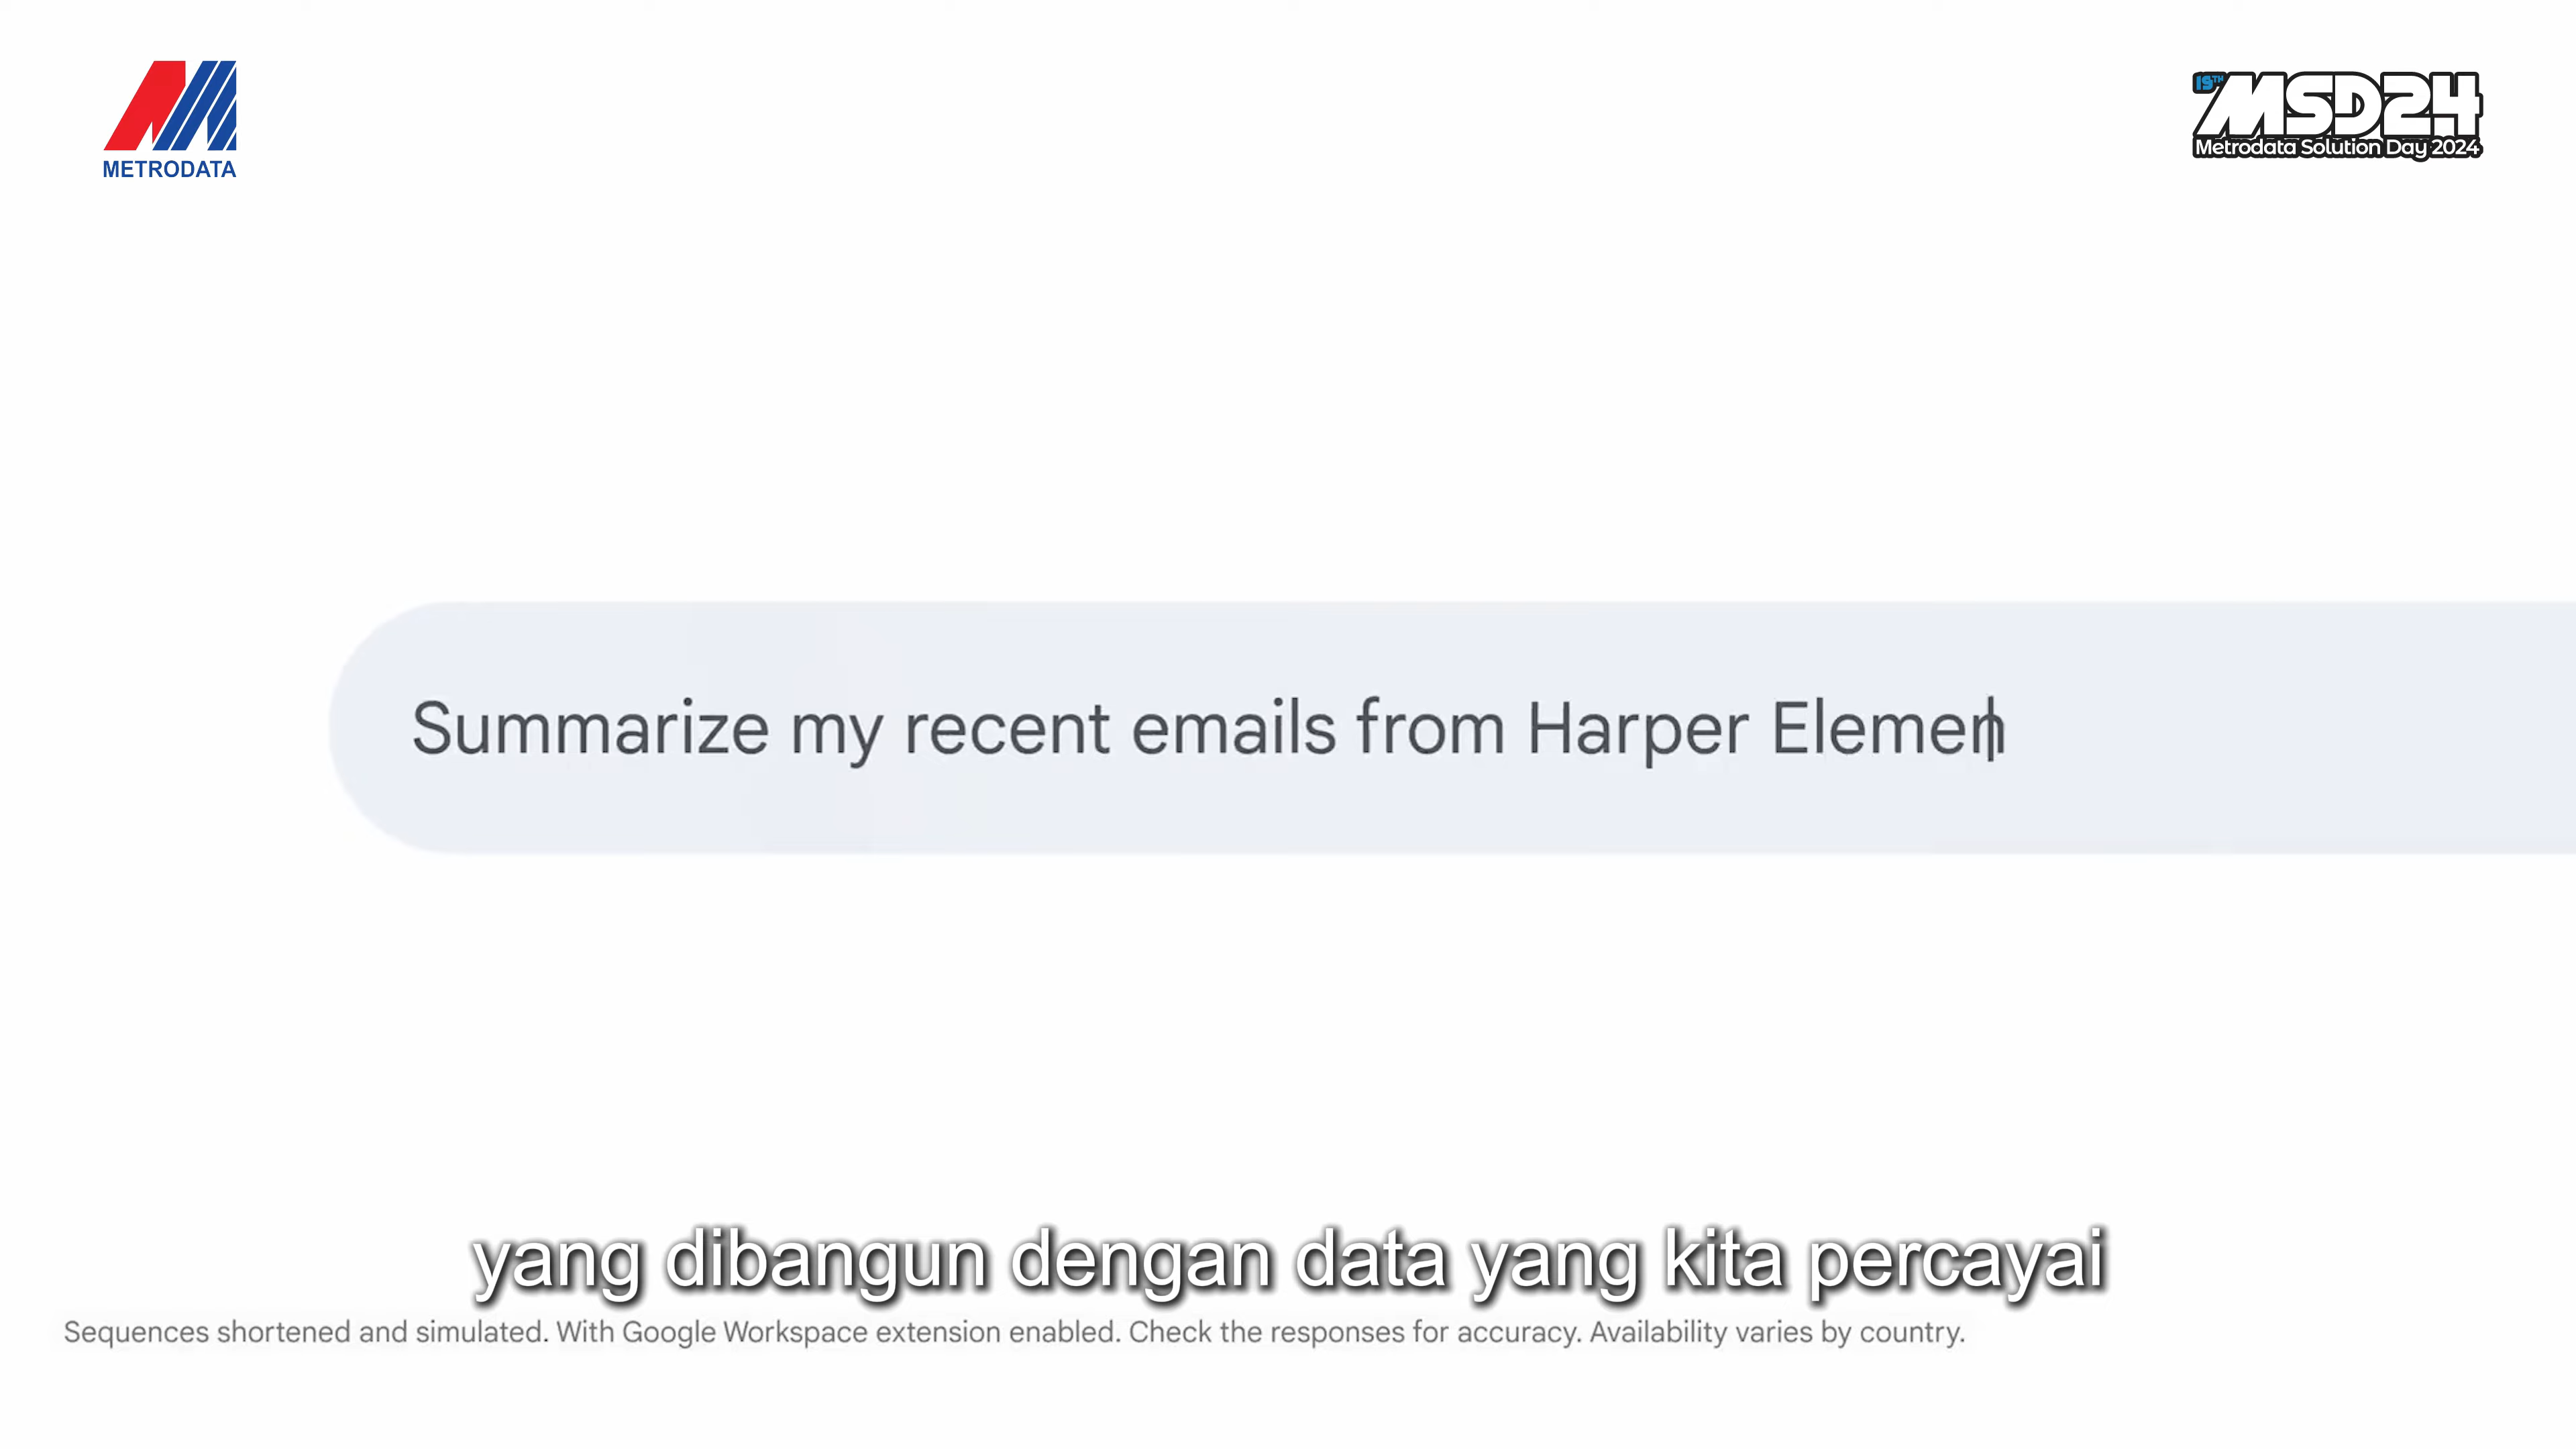 METRODATA
15TH MSD24
Metrodata Solution Day 2024
Summarize my recent emails from Harper Elemen
yang dibangun dengan data yang kita percayai
Sequences shortened and simulated. With Google Workspace extension enabled. Check the responses for accuracy. Availability varies by country.